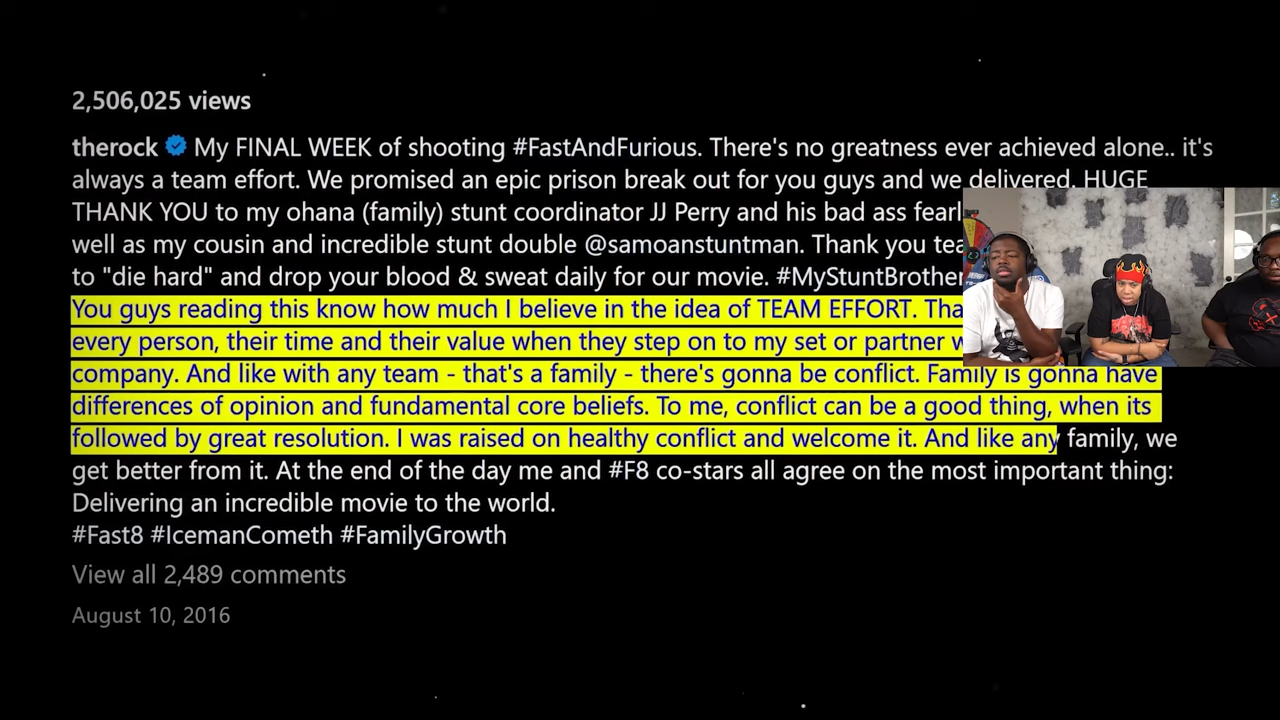 2,506,025 views
therock My FINAL WEEK of shooting #FastAndFurious. There's no greatness ever achieved alone.. it's
always a team effort. We promised an epic prison break out for you guys and we delivered. HUGE
THANK YOU to my ohana (family) stunt coordinator JJ Perry and his bad ass
well as my cousin and incredible stunt double @samoanstuntman. Thank you
to "die hard" and drop your blood & sweat daily for our movie.
You guys reading this know how much I believe in the idea of TEAM EFFORT.
every person, their time and their value when they step on to my set or partner
company. And like with any team - that's a family - there's gonna be conflict. Family is gonna have
differences of opinion and fundamental core beliefs. To me, conflict can be a good thing, when its
followed by great resolution. I was raised on healthy conflict and welcome it. And like any family, we
get better from it. At the end of the day me and #F8 co-stars all agree on the most important thing:
Delivering an incredible movie to the world.
#Fast8 #IcemanCometh #FamilyGrowth
View all 2,489 comments
August 10, 2016